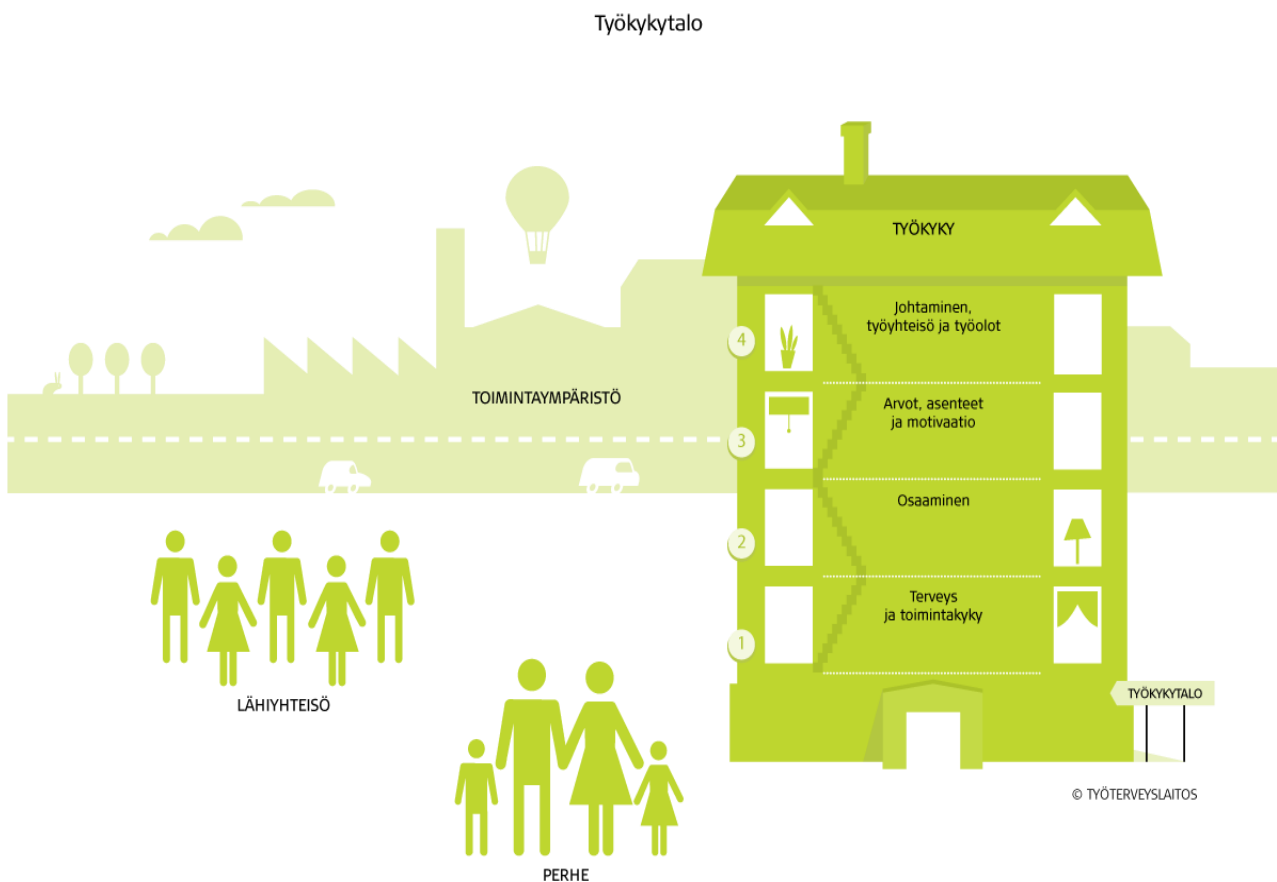 Työkykytalo
TYÖKYKY
4
Johtaminen,
työyhteisö ja työolot
TOIMINTAYMPÄRISTÖ
3
Arvot, asenteet
ja motivaatio
2
Osaaminen
1
Terveys
ja toimintakyky
LÄHIYHTEISÖ
TYÖKYKYTALO
© TYÖTERVEYSLAITOS
PERHE